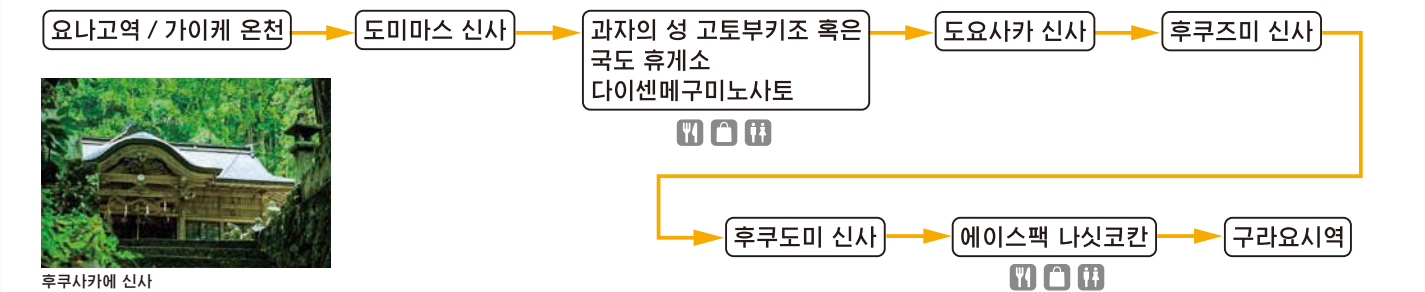 요나고역 / 가이케 온천
도미마스 신사
과자의 성 고토부키조 혹은
국도 휴게소
다이센메구미노사토
도요사카 신사
후쿠즈미 신사
후쿠도미 신사
에이스팩 나싯코칸
구라요시역
후쿠사카에 신사